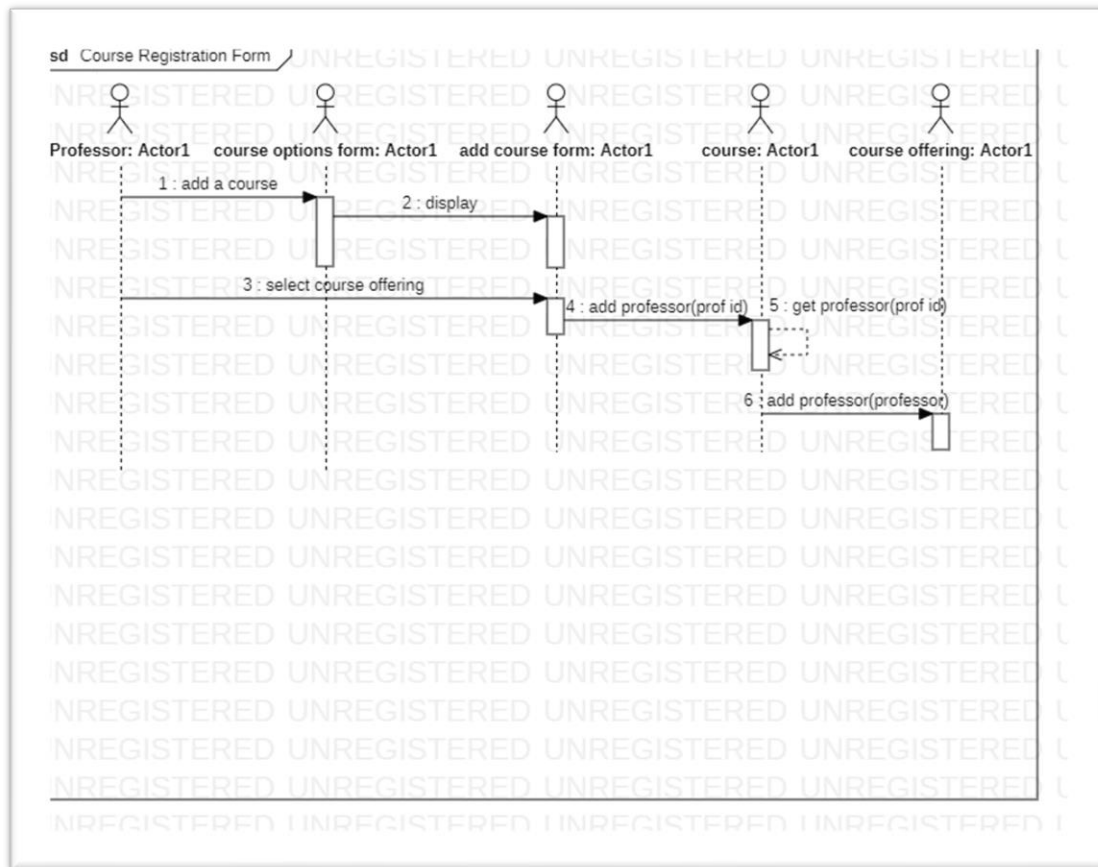 sd Course Registration Form
Professor: Actor1 course options form: Actor1 add course form: Actor1 course: Actor1 course offering: Actor1
1 : add a course
2 : display
3 : select course offering
4 : add professor(prof id) 5 : get professor(prof id)
6 : add professor(professor)
UNREGISTERED